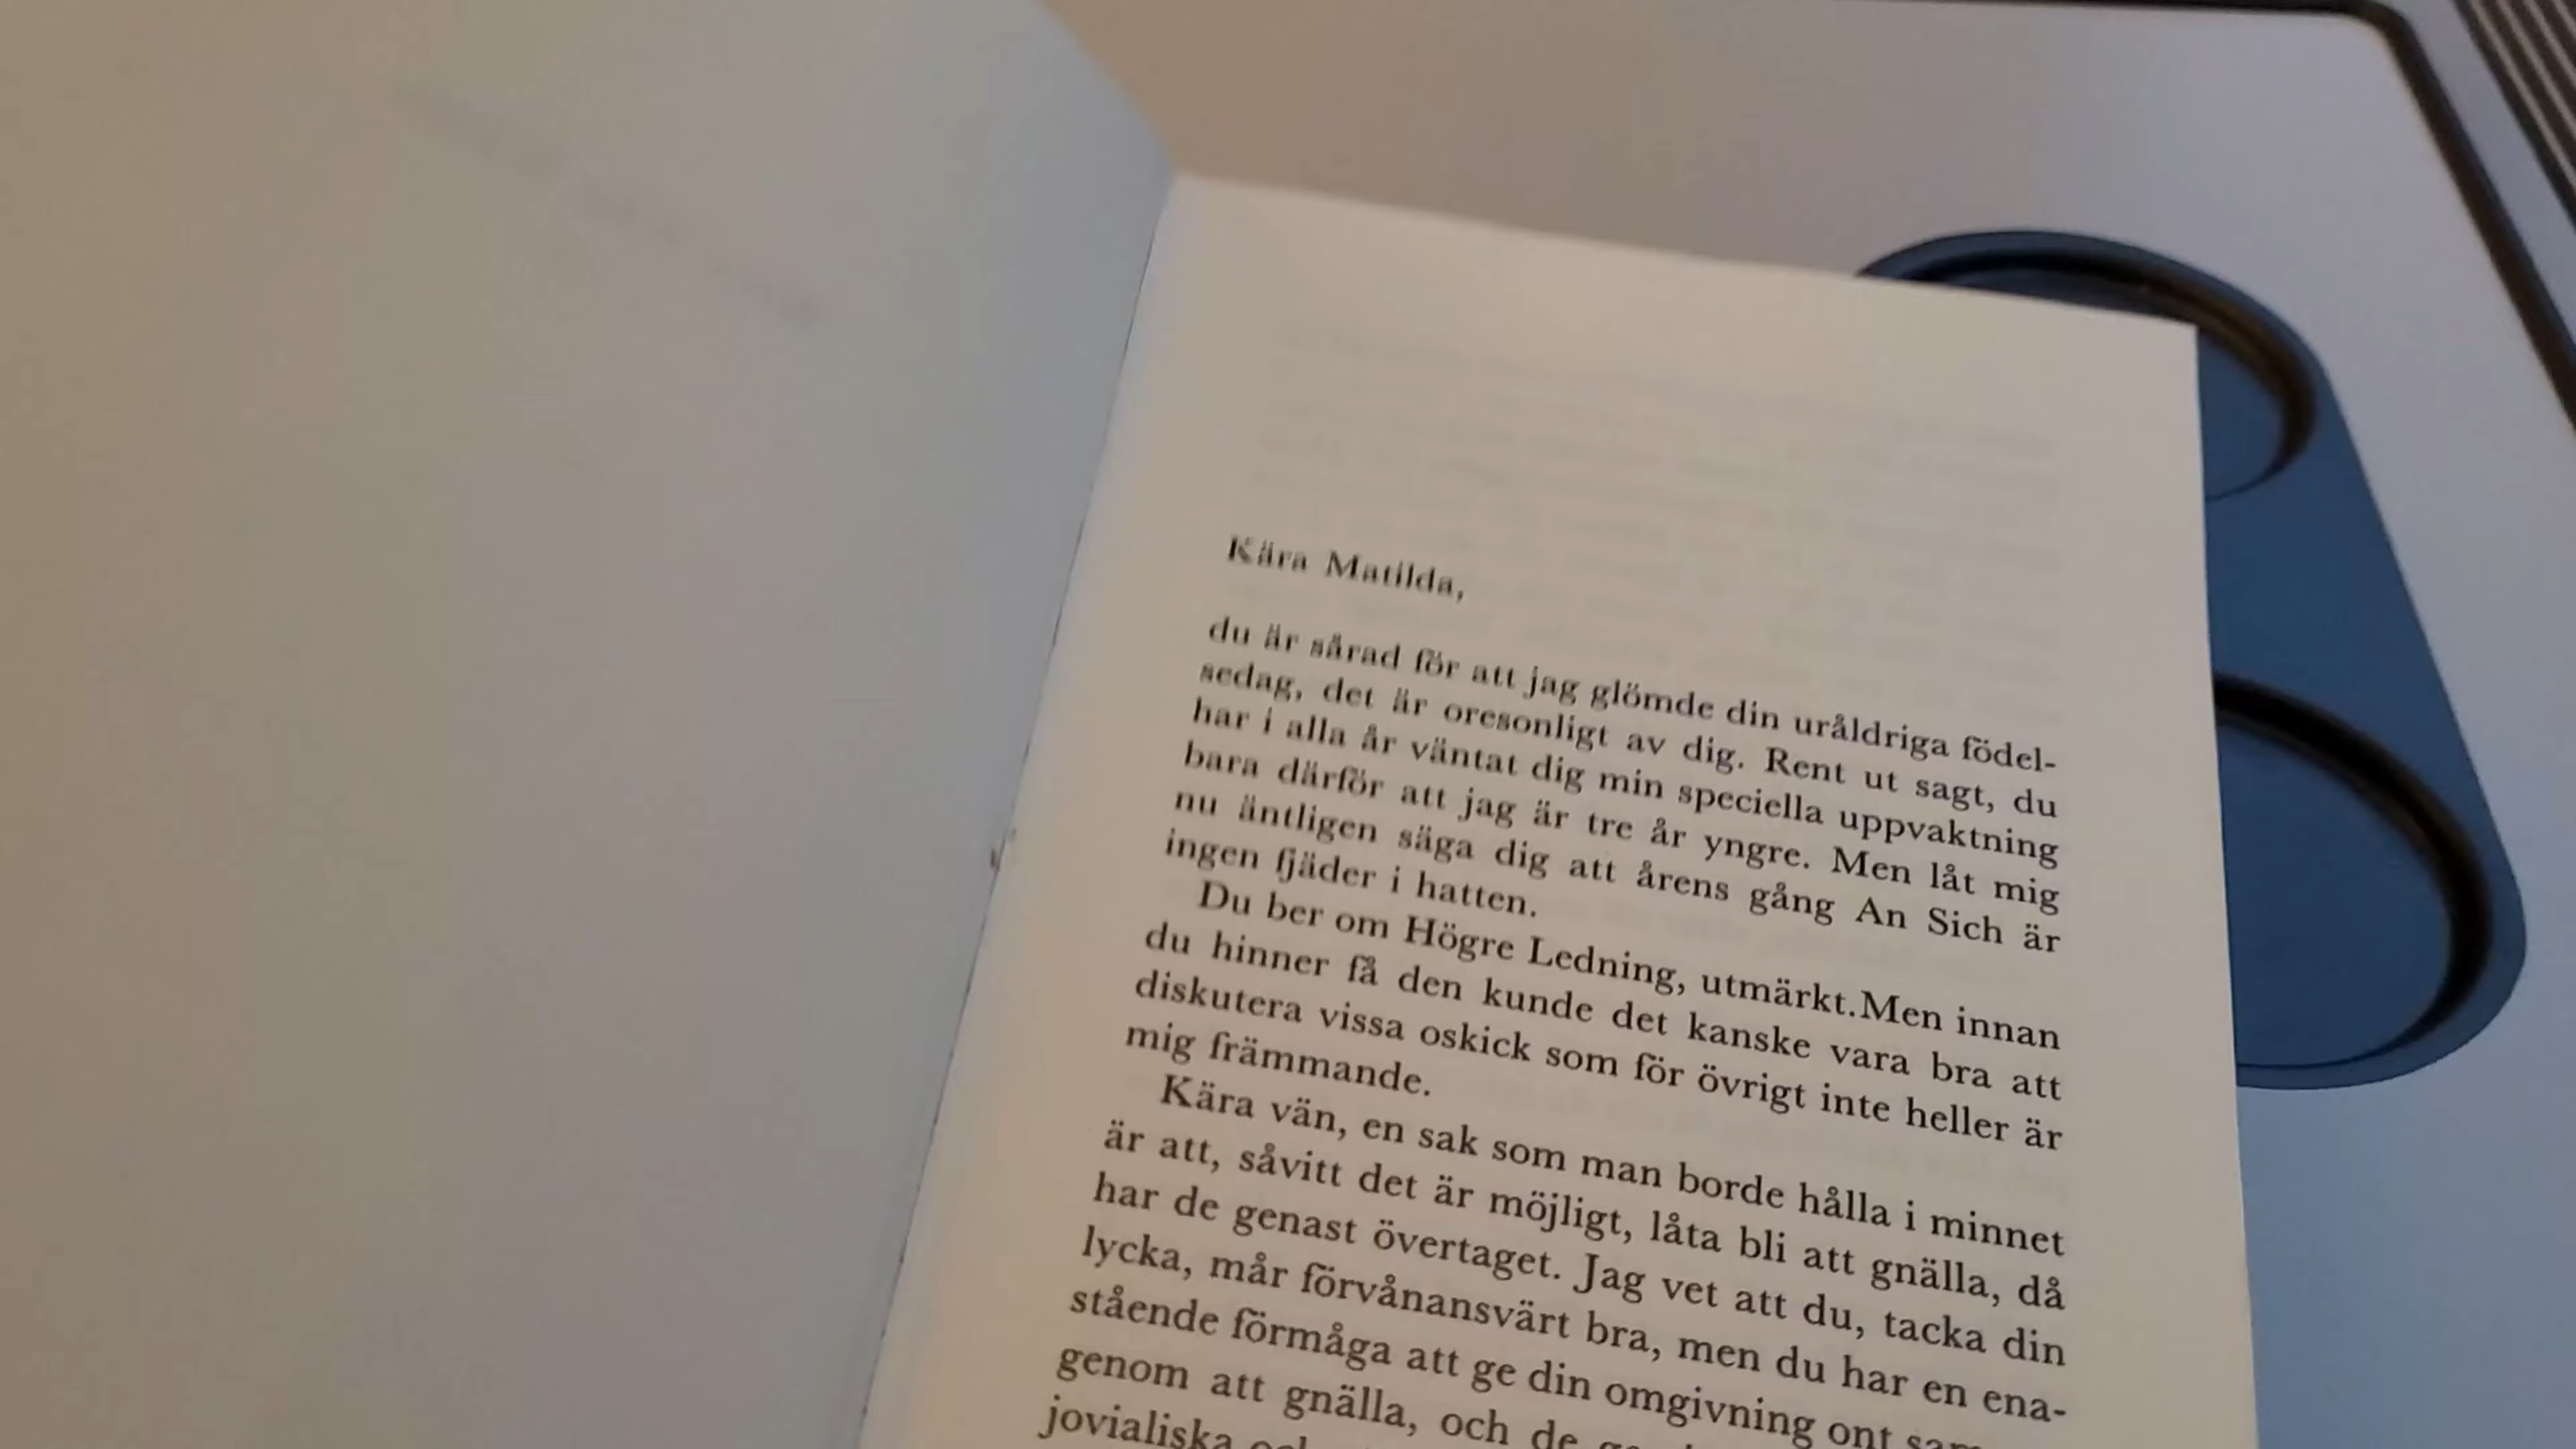 Kära Matilda,
du är sårad för att jag glömde din uråldriga födel-
sedag, det är oresonligt av dig. Rent ut sagt, du
har i alla år väntat dig min speciella uppvaktning
bara därför att jag är tre år yngre. Men låt mig
nu äntligen säga dig att årens gång An Sich är
ingen fjäder i hatten.
Du ber om Högre Ledning, utmärkt. Men innan
du hinner få den kunde det kanske vara bra att
diskutera vissa oskick som för övrigt inte heller är
mig främmande.
Kära vän, en sak som man borde hålla i minnet
är att, såvitt det är möjligt, låta bli att gnälla, då
har de genast övertaget. Jag vet att du, tacka din
lycka, mår förvånansvärt bra, men du har en ena-
stående förmåga att ge din omgivning ont
genom att gnälla, och de
jovialiska